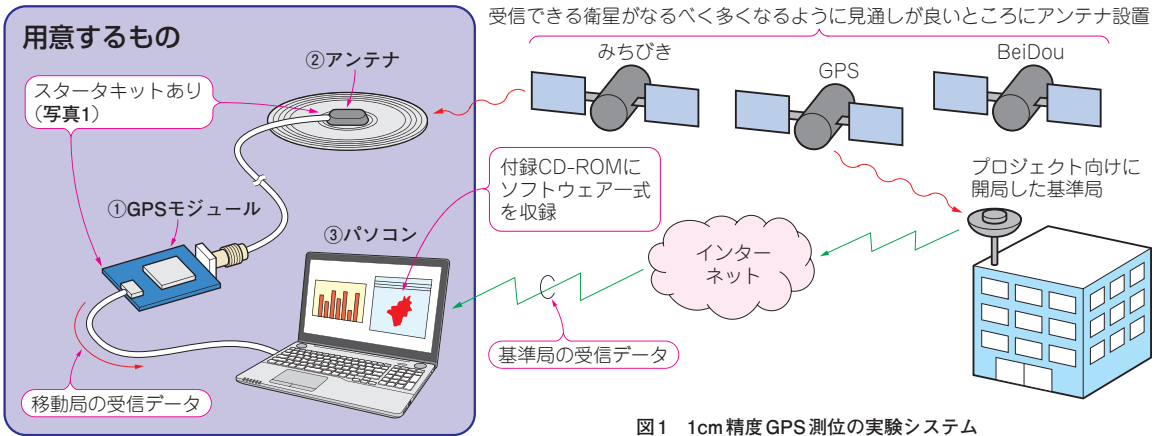 受信できる衛星がなるべく多くなるように見通しが良いところにアンテナ設置
用意するもの
②アンテナ
スタータキットあり
(写真1)
みちびき
GPS
BeiDou
付録CD-ROMに
ソフトウェア一式
を収録
プロジェクト向けに
開局した基準局
①GPSモジュール
③パソコン
インター
ネット
基準局の受信データ
移動局の受信データ
図1 1cm精度GPS測位の実験システム